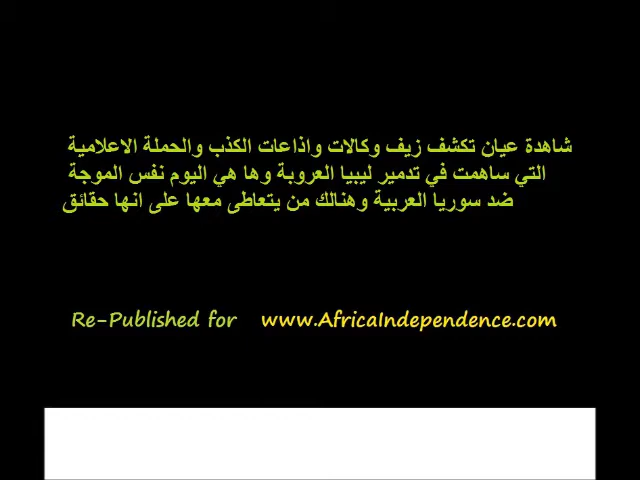 شاهدة عيان تكشف زيف وكالات واذاعات الكذب والحملة الاعلامية
التي ساهمت في تدمير ليبيا العروبة وها هي اليوم نفس الموجة
ضد سوريا العربية وهنالك من يتعاطى معها على انها حقائق
Re-Published for www.AfricaIndependence.com